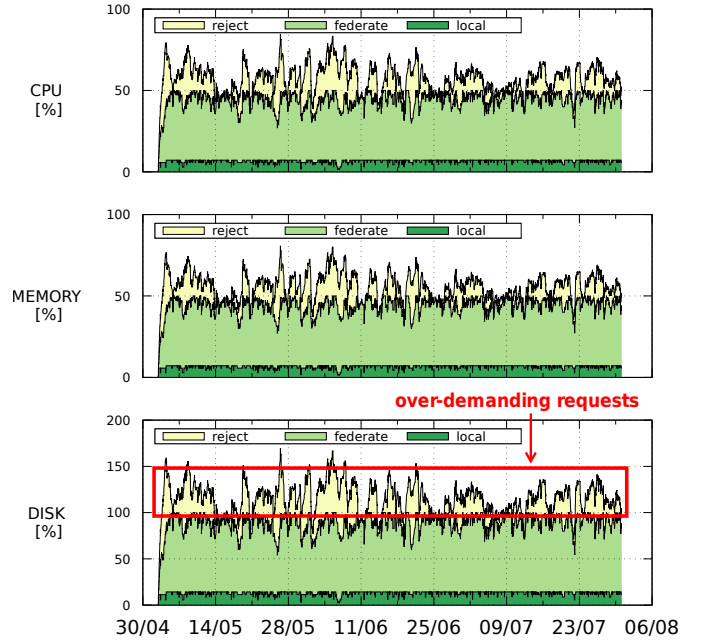 100
reject federate local
CPU
[%]
50
0
100
reject federate local
MEMORY
[%]
50
0
over-demanding requests
200
reject federate local
150
DISK
[%]
100
50
0
30/04 14/05 28/05 11/06 25/06 09/07 23/07 06/08